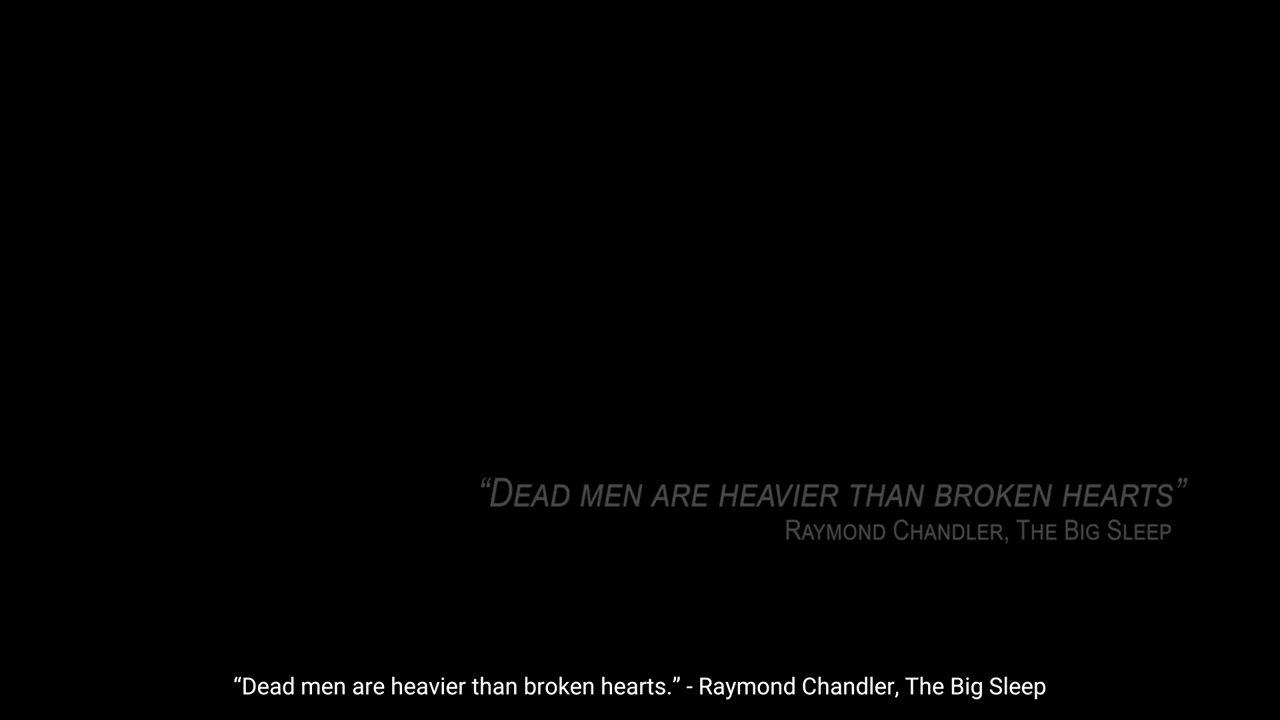 “DEAD MEN ARE HEAVIER THAN BROKEN HEARTS”
RAYMOND CHANDLER, THE BIG SLEEP
“Dead men are heavier than broken hearts.” - Raymond Chandler, The Big Sleep